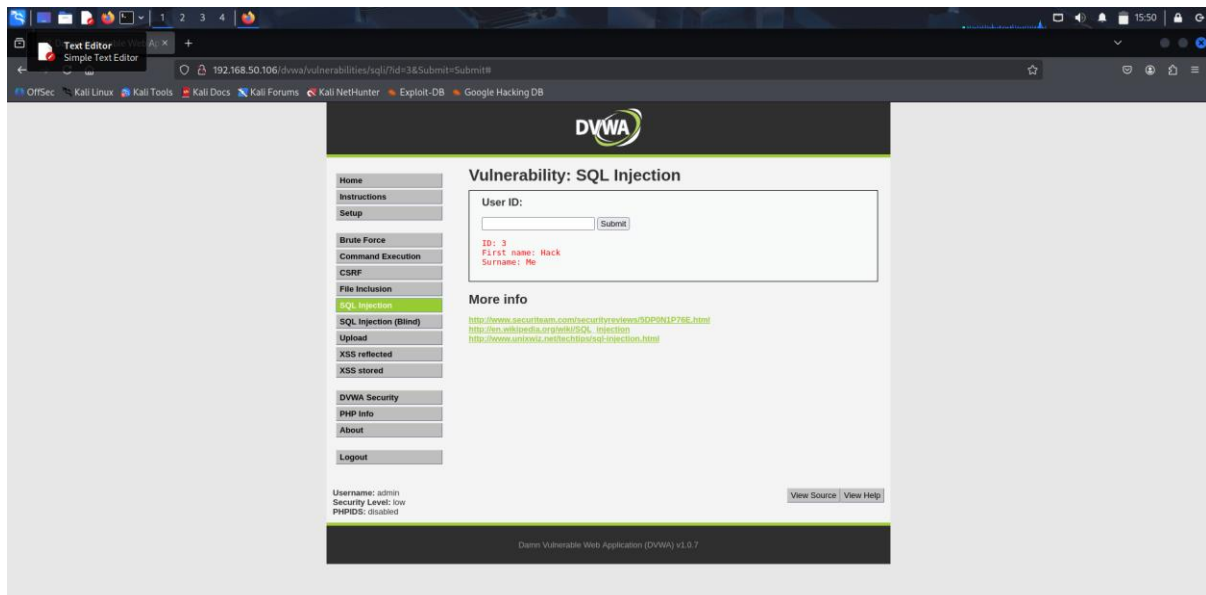 1 2 3 4
15:50
Text Editor
Simple Text Editor
192.168.50.106/dvwa/vulnerabilities/sqli/?id=3&Submit=Submit#
OffSec Kali Linux Kali Tools Kali Docs Kali Forums Kali NetHunter Exploit-DB Google Hacking DB
DVWA
Home
Instructions
Setup
Brute Force
Command Execution
CSRF
File Inclusion
SQL Injection
SQL Injection (Blind)
Upload
XSS reflected
XSS stored
DVWA Security
PHP Info
About
Logout
Vulnerability: SQL Injection
User ID:
Submit
ID: 3
First name: Hack
Surname: Me
More info
http://www.securiteam.com/securityreviews/5DP0N1P76E.html
http://en.wikipedia.org/wiki/SQL_injection
http://www.unixwiz.net/techtips/sql-injection.html
Username: admin
Security Level: low
PHPIDS: disabled
View Source View Help
Damn Vulnerable Web Application (DVWA) v1.0.7